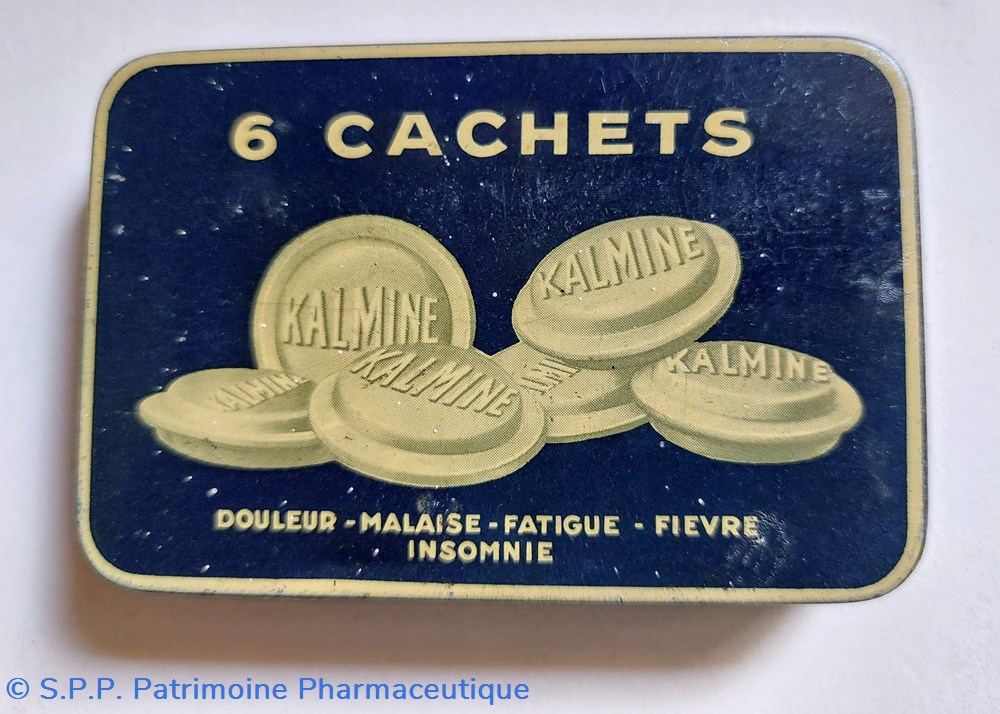 6 CACHETS
KALMINE
KALMINE
KALMINE
KALMINE
KALMINE
DOULEUR - MALAISE - FATIGUE - FIEVRE
INSOMNIE
© S.P.P. Patrimoine Pharmaceutique